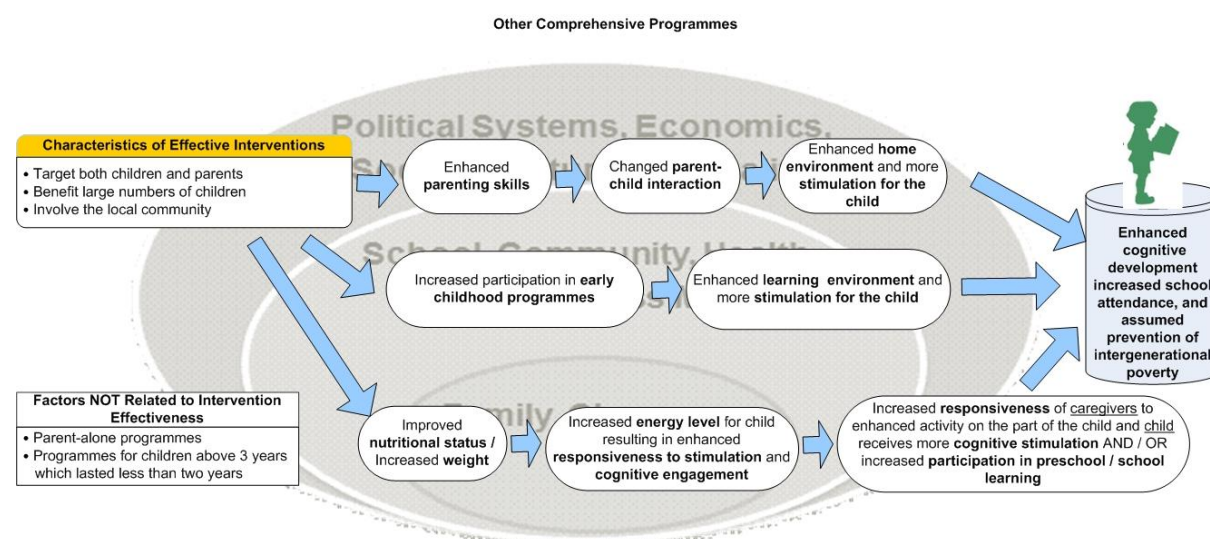 Other Comprehensive Programmes
Political Systems, Economics,
Characteristics of Effective Interventions
• Target both children and parents
• Benefit large numbers of children
• Involve the local community
Enhanced
parenting skills
Changed parent-
child interaction
Enhanced home
environment and more
stimulation for the
child
School, Community, Health
Increased participation in early
childhood programmes
Enhanced learning environment and
more stimulation for the child
Enhanced
cognitive
development
increased school
attendance, and
assumed
prevention of
intergenerational
poverty
Factors NOT Related to Intervention
Effectiveness
• Parent-alone programmes
• Programmes for children above 3 years
which lasted less than two years
Family,
Improved
nutritional status /
Increased weight
Increased energy level for child
resulting in enhanced
responsiveness to stimulation and
cognitive engagement
Increased responsiveness of caregivers to
enhanced activity on the part of the child and child
receives more cognitive stimulation AND / OR
increased participation in preschool / school
learning